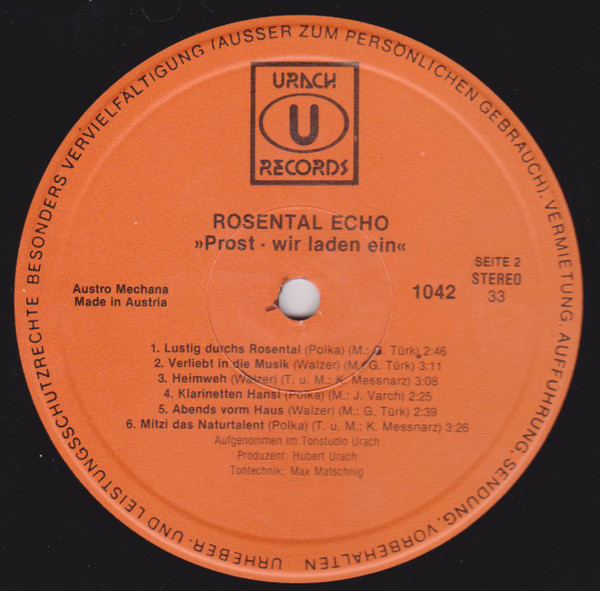 URHEBER- UND LEISTUNGSSCHUTZRECHTE BESONDERS VERVIELFÄLTIGUNG (AUSSER ZUM PERSÖNLICHEN GEBRAUCH), VERMIETUNG, AUFFÜHRUNG, SENDUNG, VORBEHALTEN
URACH
U
RECORDS
ROSENTAL ECHO
»Prost - wir laden ein«
Austro Mechana
Made in Austria
1042
SEITE 2
STEREO
33
1. Lustig durchs Rosental (Polka) (M.: G. Türk) 2:46
2. Verliebt in die Musik (Walzer) (M.: G. Türk) 3:11
3. Heimweh (Walzer) (T. u. M.: K. Messnarz) 3:08
4. Klarinetten Hansi (Polka) (M.: J. Varch) 2:25
5. Abends vorm Haus (Walzer) (M.: G. Türk) 2:39
6. Mitzi das Naturtalent (Polka) (T. u. M.: K. Messnarz) 3:26
Aufgenommen im Tonstudio Urach
Produzent: Hubert Urach
Tontechnik: Max Matschnig